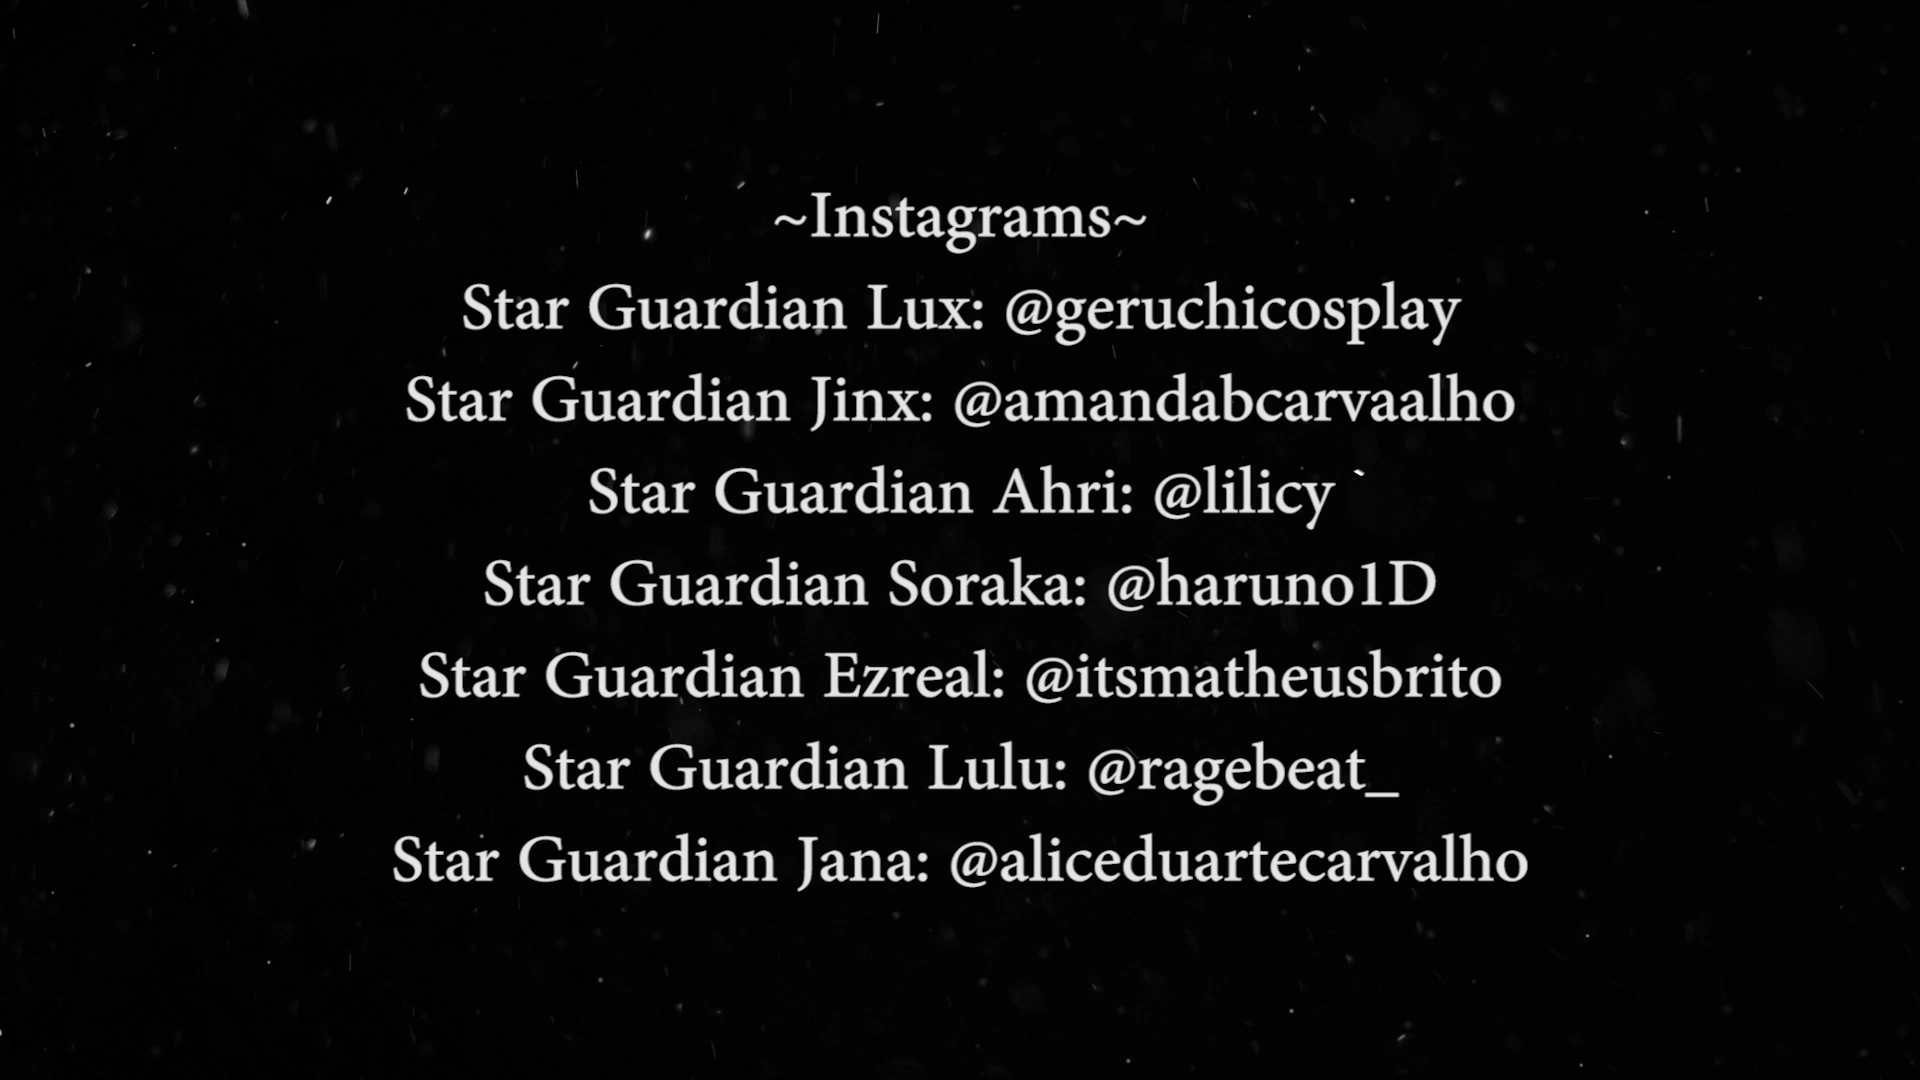 ~Instagrams~
Star Guardian Lux: @geruchicosplay
Star Guardian Jinx: @amandabcarvaalho
Star Guardian Ahri: @lilicy `
Star Guardian Soraka: @haruno1D
Star Guardian Ezreal: @itsmatheusbrito
Star Guardian Lulu: @ragebeat_
Star Guardian Jana: @aliceduartecarvalho